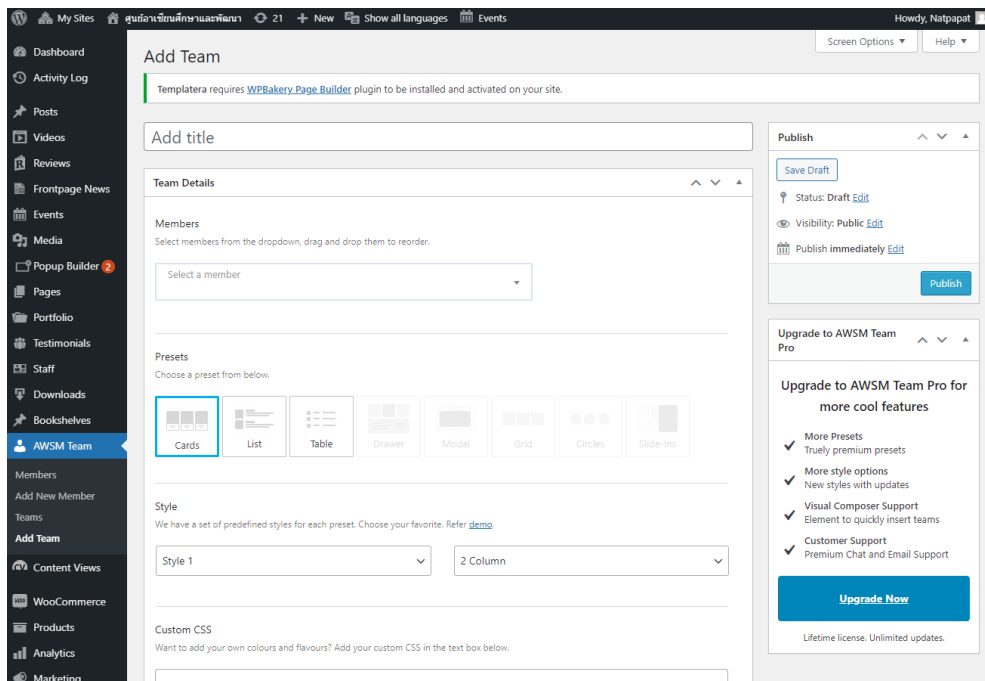 My Sites
ศูนย์อาเซียนศึกษาและพัฒนา
21
New
Show all languages
Events
Howdy, Natpapat
Dashboard
Activity Log
Posts
Videos
Reviews
Frontpage News
Events
Media
Popup Builder 2
Pages
Portfolio
Testimonials
Staff
Downloads
Bookshelves
AWSM Team
Members
Add New Member
Teams
Add Team
Content Views
WooCommerce
Products
Analytics
Marketing
Screen Options
Help
Add Team
Templatera requires WPBakery Page Builder plugin to be installed and activated on your site.
Add title
Team Details
Members
Select members from the dropdown, drag and drop them to reorder.
Select a member
Presets
Choose a preset from below.
Cards
List
Table
Drawer
Modal
Grid
Circles
Slide-Ins
Style
We have a set of predefined styles for each preset. Choose your favorite. Refer demo.
Style 1
2 Column
Custom CSS
Want to add your own colours and flavours? Add your custom CSS in the text box below.
Publish
Save Draft
Status: Draft Edit
Visibility: Public Edit
Publish immediately Edit
Publish
Upgrade to AWSM Team
Pro
Upgrade to AWSM Team Pro for
more cool features
More Presets
Truely premium presets
More style options
New styles with updates
Visual Composer Support
Element to quickly insert teams
Customer Support
Premium Chat and Email Support
Upgrade Now
Lifetime license. Unlimited updates.